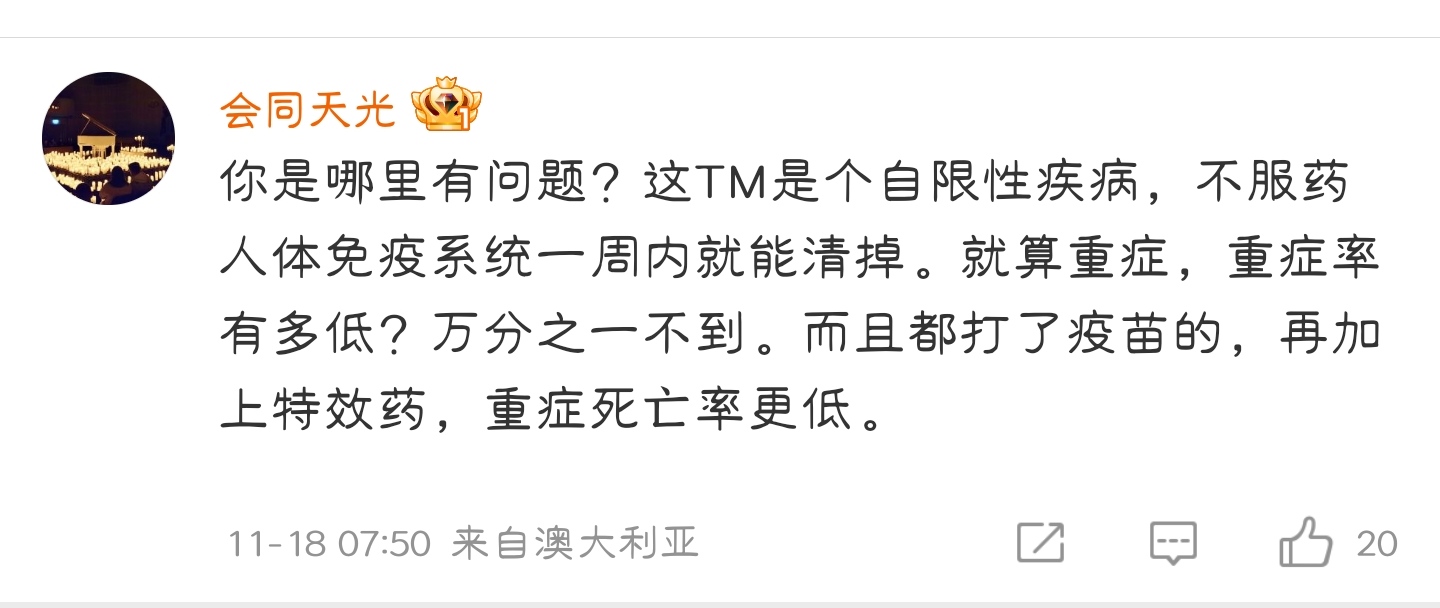 会同天光
你是哪里有问题？这TM是个自限性疾病，不服药
人体免疫系统一周内就能清掉。就算重症，重症率
有多低？万分之一不到。而且都打了疫苗的，再加
上特效药，重症死亡率更低。
11-18 07:50 来自澳大利亚 20